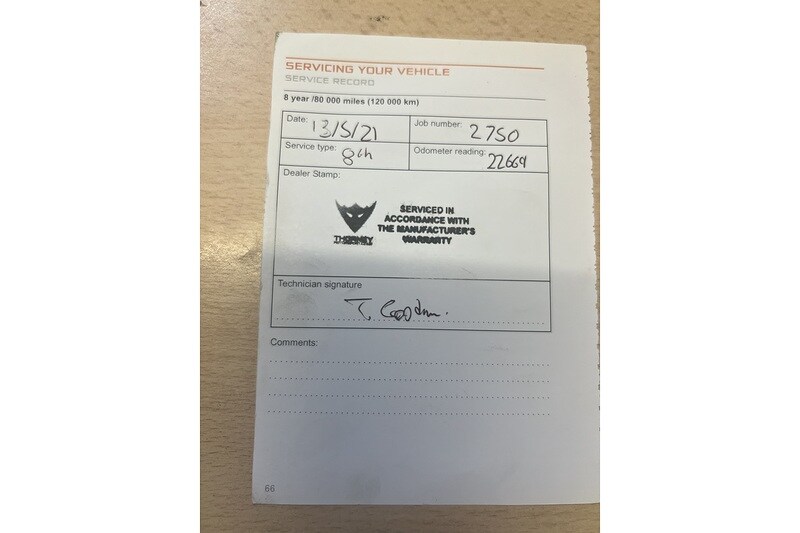 SERVICING YOUR VEHICLE
SERVICE RECORD
8 year /80 000 miles (120 000 km)
Date: 13/5/21
Job number: 2750
Service type: 8th
Odometer reading: 22669
Dealer Stamp:
THORNEY
SERVICED IN
ACCORDANCE WITH
THE MANUFACTURER'S
WARRANTY
Technician signature
Comments:
66